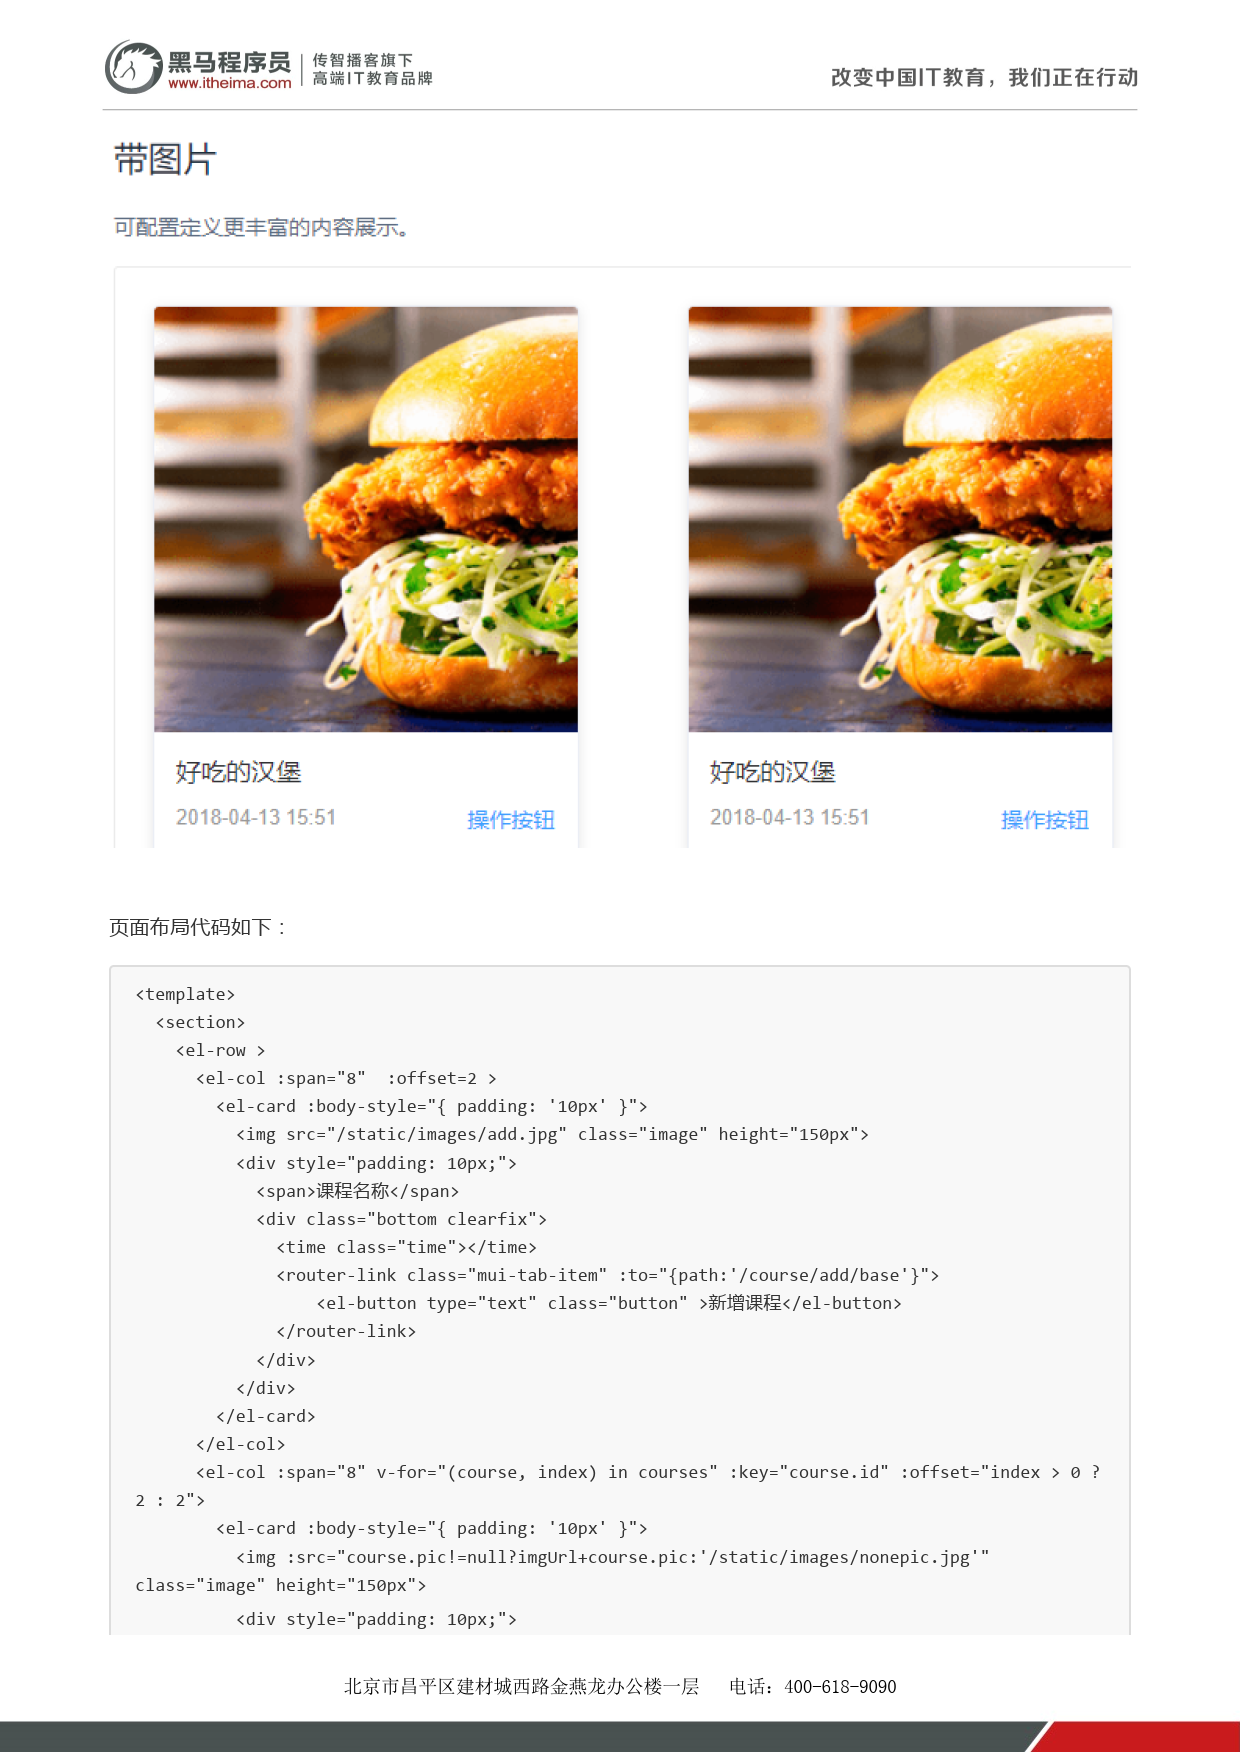 黑马程序员
www.itheima.com
传智播客旗下
高端IT教育品牌
改变中国IT教育，我们正在行动
带图片
可配置定义更丰富的内容展示。
好吃的汉堡
2018-04-13 15:51 操作按钮
好吃的汉堡
2018-04-13 15:51 操作按钮
页面布局代码如下：
<template>
  <section>
    <el-row >
      <el-col :span="8"  :offset=2 >
        <el-card :body-style="{ padding: '10px' }">
          <img src="/static/images/add.jpg" class="image" height="150px">
          <div style="padding: 10px;">
            <span>课程名称</span>
            <div class="bottom clearfix">
              <time class="time"></time>
              <router-link class="mui-tab-item" :to="{path:'/course/add/base'}">
                  <el-button type="text" class="button" >新增课程</el-button>
              </router-link>
            </div>
          </div>
        </el-card>
      </el-col>
      <el-col :span="8" v-for="(course, index) in courses" :key="course.id" :offset="index > 0 ?
2 : 2">
        <el-card :body-style="{ padding: '10px' }">
          <img :src="course.pic!=null?imgUrl+course.pic:'/static/images/nonepic.jpg'"
class="image" height="150px">
          <div style="padding: 10px;">
北京市昌平区建材城西路金燕龙办公楼一层 电话：400-618-9090